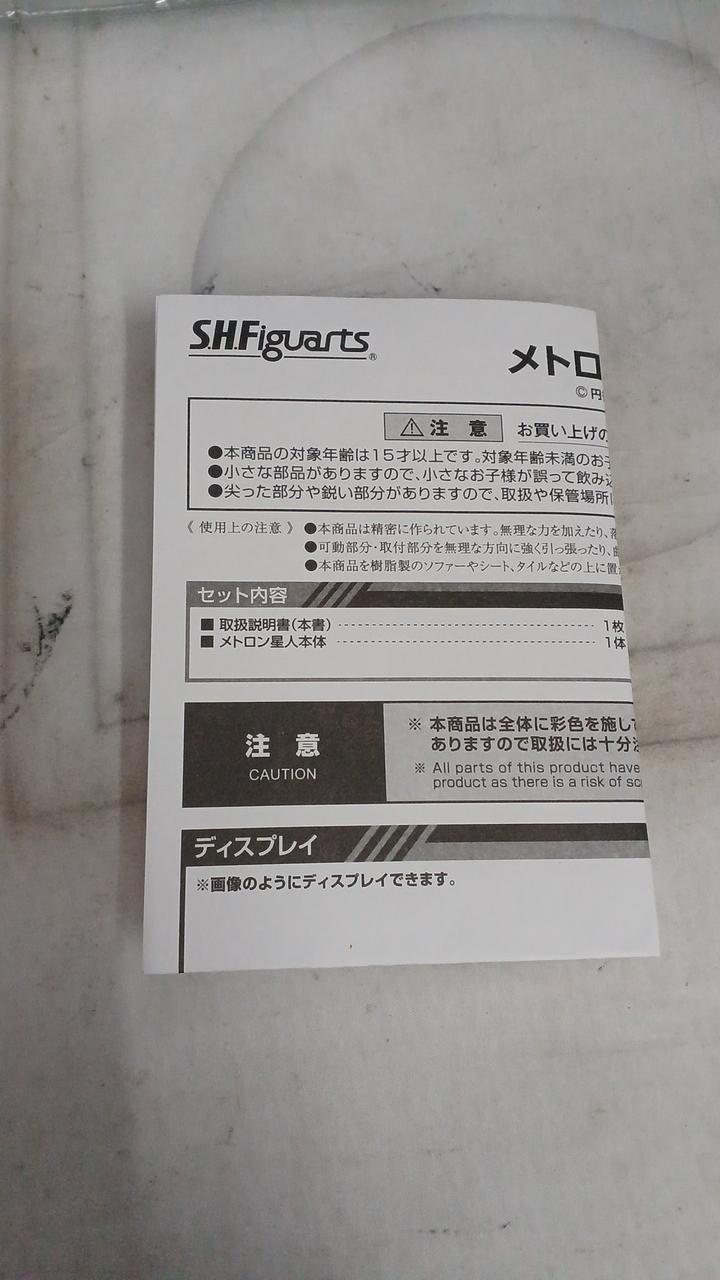 S.H.Figuarts®
メトロ
©円
⚠注 意 お買い上げの
●本商品の対象年齢は15才以上です。対象年齢未満のお子
●小さな部品がありますので、小さなお子様が誤って飲み込
●尖った部分や鋭い部分がありますので、取扱や保管場所に
《 使用上の注意 》 ●本商品は精密に作られています。無理な力を加えたり、落
●可動部分・取付部分を無理な方向に強く引っ張ったり、曲
●本商品を樹脂製のソファーやシート、タイルなどの上に置
セット内容
■ 取扱説明書(本書) 1枚
■ メトロン星人本体 1体
注 意
CAUTION
※ 本商品は全体に彩色を施して
ありますので取扱には十分注
※ All parts of this product have
product as there is a risk of sc
ディスプレイ
※画像のようにディスプレイできます。